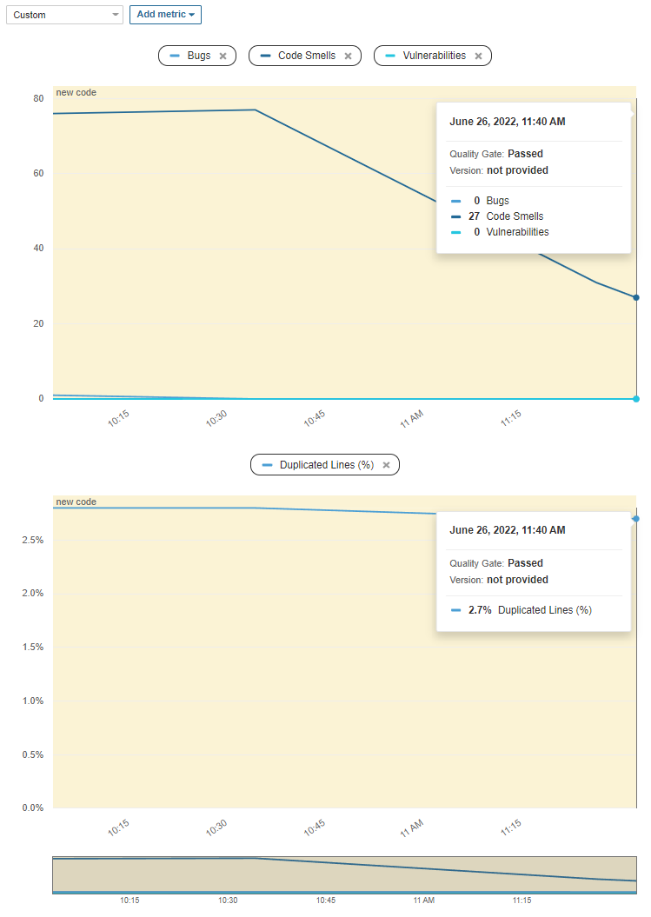 Custom Add metric
Bugs × Code Smells × Vulnerabilities ×
new code
80
60
40
20
0
June 26, 2022, 11:40 AM
Quality Gate: Passed
Version: not provided
0 Bugs
27 Code Smells
0 Vulnerabilities
10:15 10:30 10:45 11 AM 11:15
Duplicated Lines (%) ×
new code
2.5%
2.0%
1.5%
1.0%
0.5%
0.0%
June 26, 2022, 11:40 AM
Quality Gate: Passed
Version: not provided
2.7% Duplicated Lines (%)
10:15 10:30 10:45 11 AM 11:15
10:15 10:30 10:45 11 AM 11:15